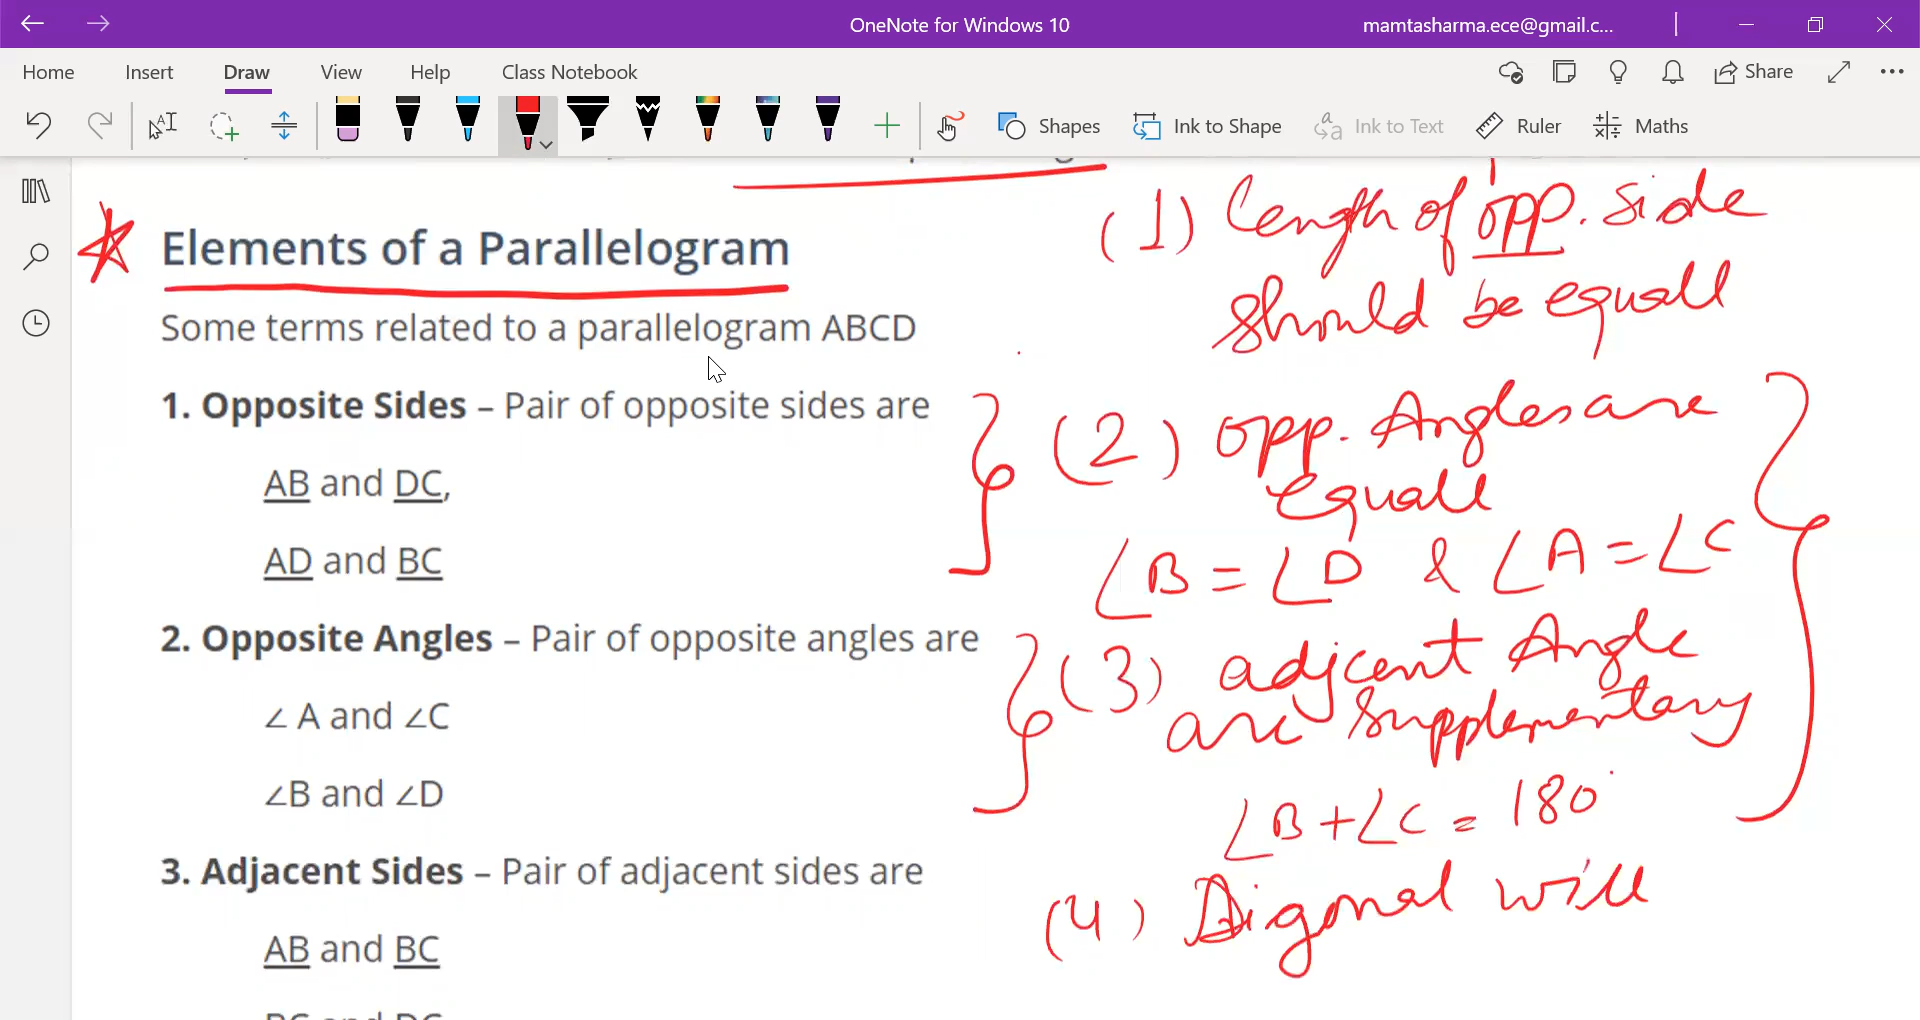 OneNote for Windows 10
mamtasharma.ece@gmail.c...
Home Insert Draw View Help Class Notebook Share
Shapes Ink to Shape Ink to Text Ruler Maths
Elements of a Parallelogram
Some terms related to a parallelogram ABCD
1. Opposite Sides – Pair of opposite sides are
AB and DC,
AD and BC
2. Opposite Angles – Pair of opposite angles are
∠ A and ∠C
∠B and ∠D
3. Adjacent Sides – Pair of adjacent sides are
AB and BC
BC and DC
(1) length of opp. side
should be equall
(2) opp. Angles are
equall
∠B = ∠D & ∠A = ∠C
(3) adjcent Angle
are supplementary
∠B + ∠C = 180°
(4) Digonal will